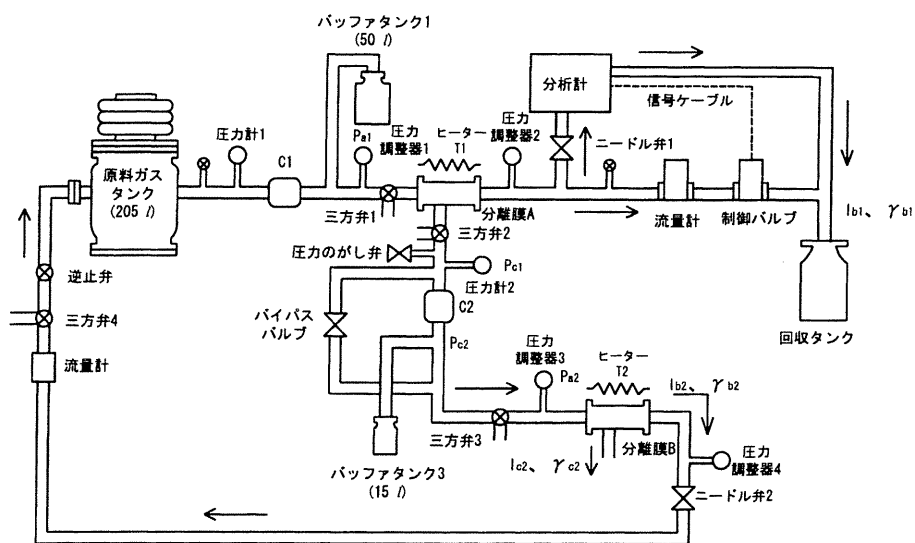 バッファタンク1
(50 l)
分析計
信号ケーブル
圧力計1
C1
Pa1
圧力
調整器1
ヒーター
T1
圧力
調整器2
ニードル弁1
原料ガス
タンク
(205 l)
三方弁1
分離膜A
流量計
制御バルブ
lb1、γb1
三方弁2
圧力のがし弁
Pc1
圧力計2
逆止弁
バイパス
バルブ
C2
回収タンク
三方弁4
Pc2
圧力
調整器3
ヒーター
T2
流量計
Pa2
lb2、γb2
三方弁3
分離膜B
lc2、γc2
圧力
調整器4
バッファタンク3
(15 l)
ニードル弁2